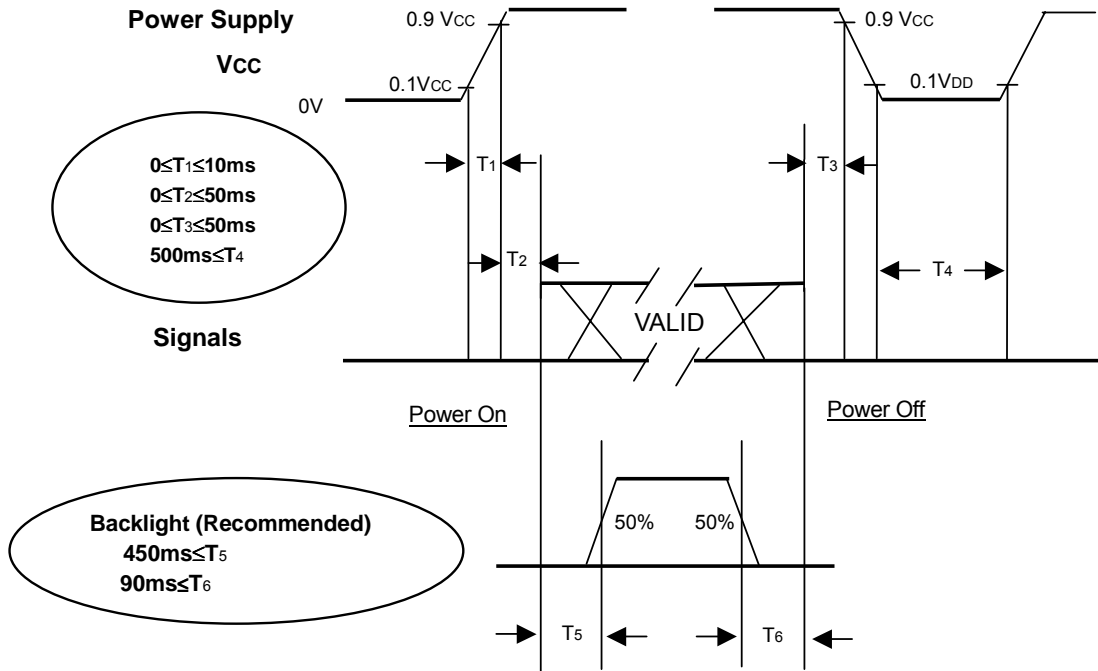 Power Supply
VCC
0.9 VCC
0.9 VCC
0.1VCC
0.1VDD
0V
0≤T1≤10ms
0≤T2≤50ms
0≤T3≤50ms
500ms≤T4
T1
T3
T2
T4
Signals
VALID
Power On
Power Off
Backlight (Recommended)
450ms≤T5
90ms≤T6
50%
50%
T5
T6